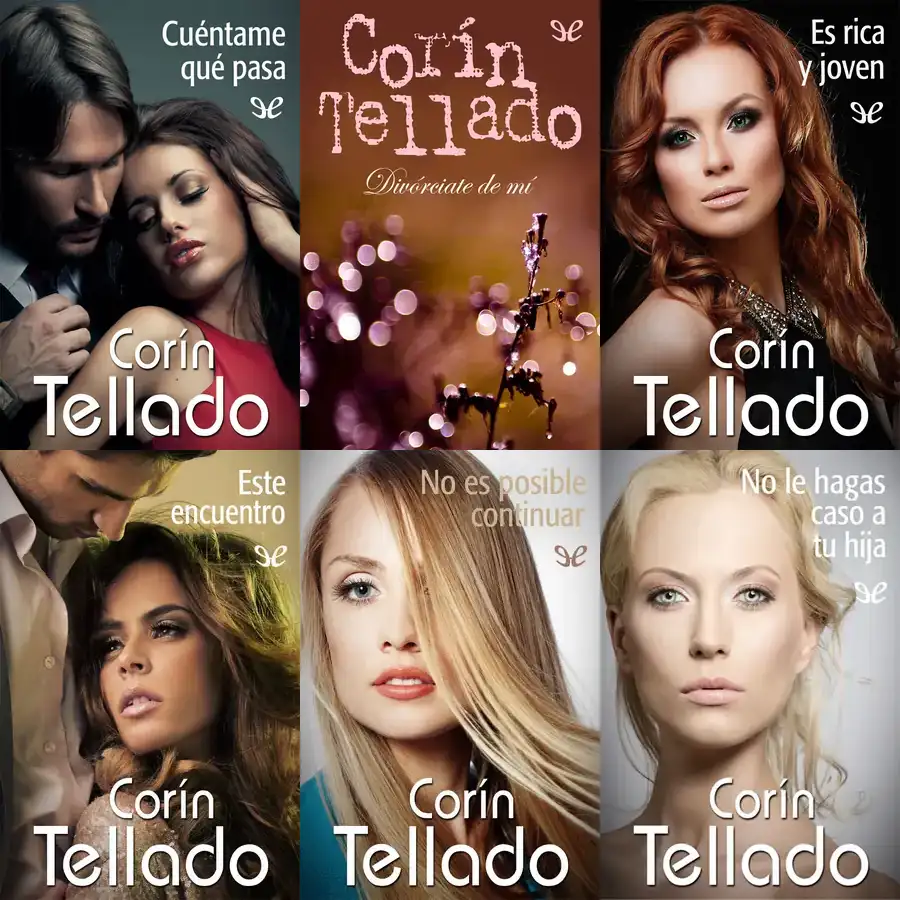 Cuéntame
qué pasa
Corín
Tellado
Corín
Tellado
Divórciate de mí
Es rica
y joven
Corín
Tellado
Este
encuentro
Corín
Tellado
No es posible
continuar
Corín
Tellado
No le hagas
caso a
tu hija
Corín
Tellado